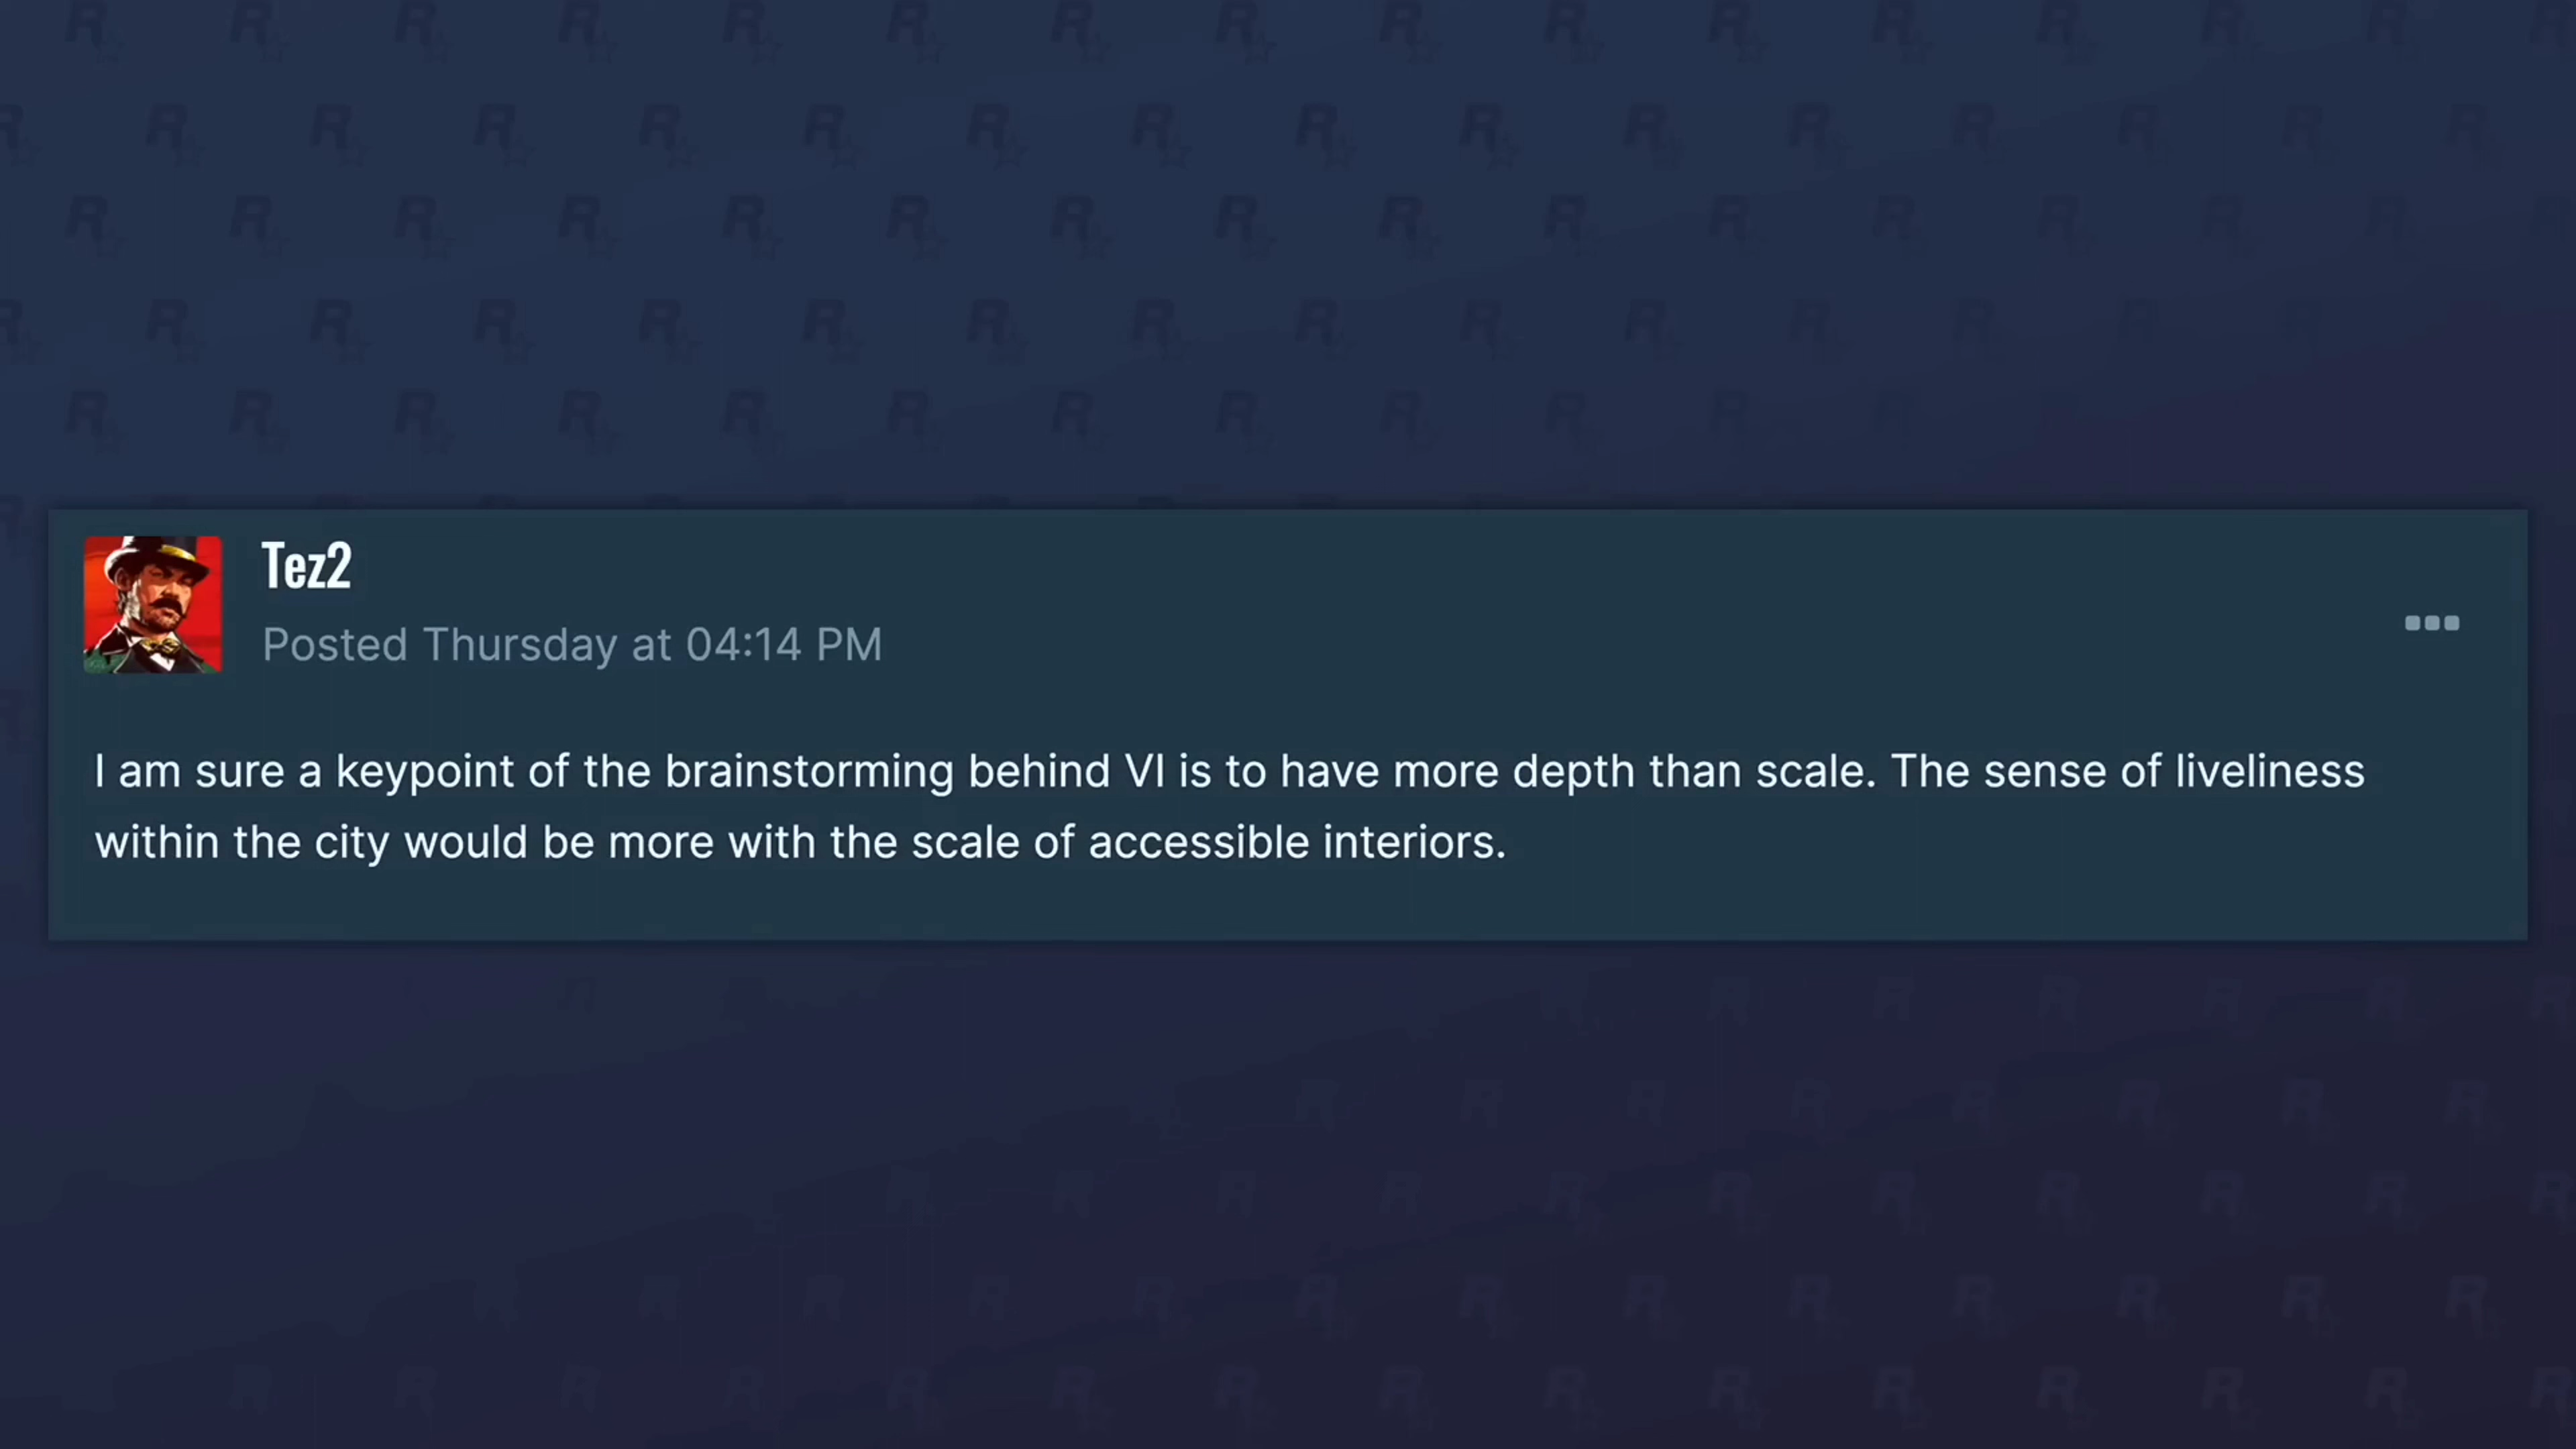 Tez2
Posted Thursday at 04:14 PM
I am sure a keypoint of the brainstorming behind VI is to have more depth than scale. The sense of liveliness
within the city would be more with the scale of accessible interiors.